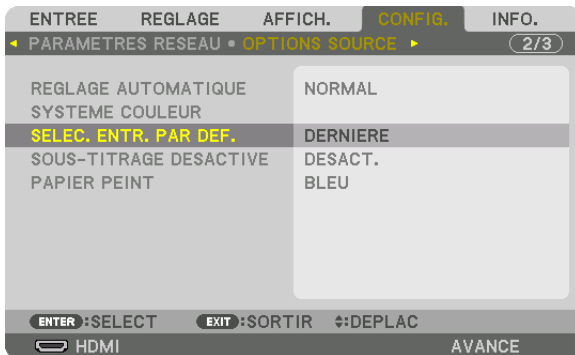 ENTREE REGLAGE AFFICH. CONFIG. INFO.
PARAMETRES RESEAU • OPTIONS SOURCE 2/3
REGLAGE AUTOMATIQUE NORMAL
SYSTEME COULEUR
SELEC. ENTR. PAR DEF. DERNIERE
SOUS-TITRAGE DESACTIVE DESACT.
PAPIER PEINT BLEU
ENTER :SELECT EXIT :SORTIR :DEPLAC
HDMI AVANCE